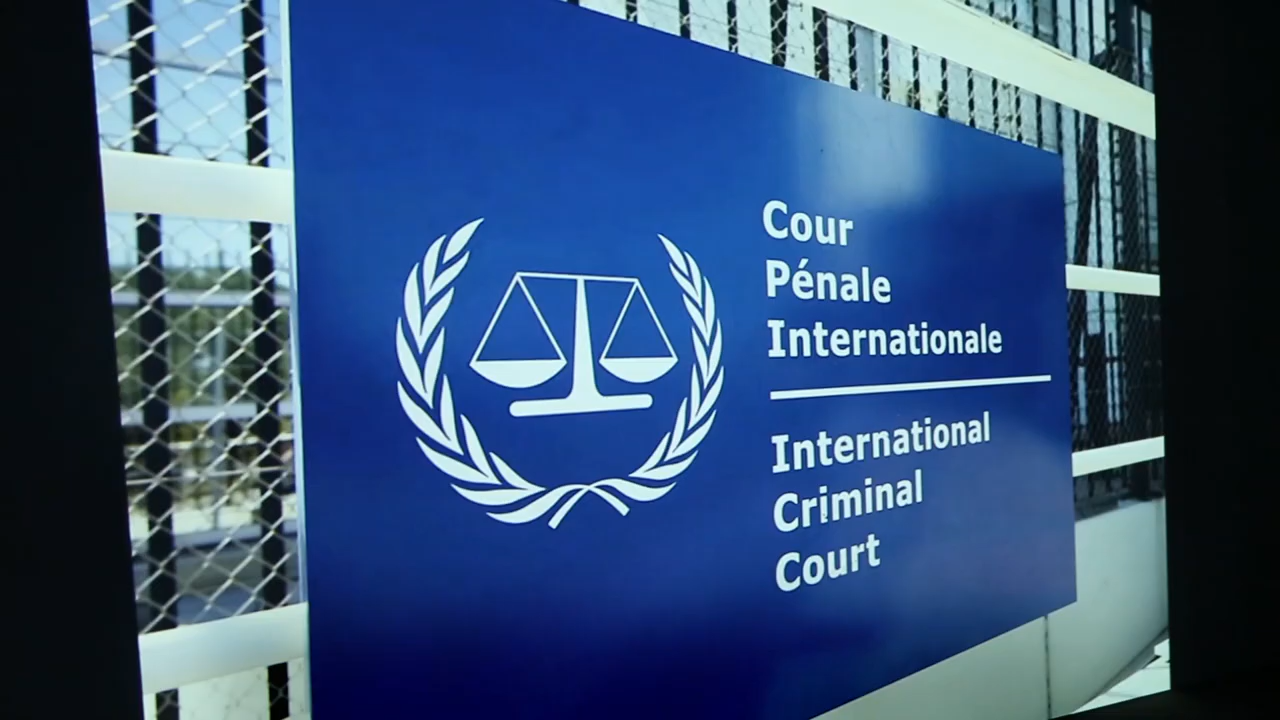 Cour
Pénale
Internationale
International
Criminal
Court